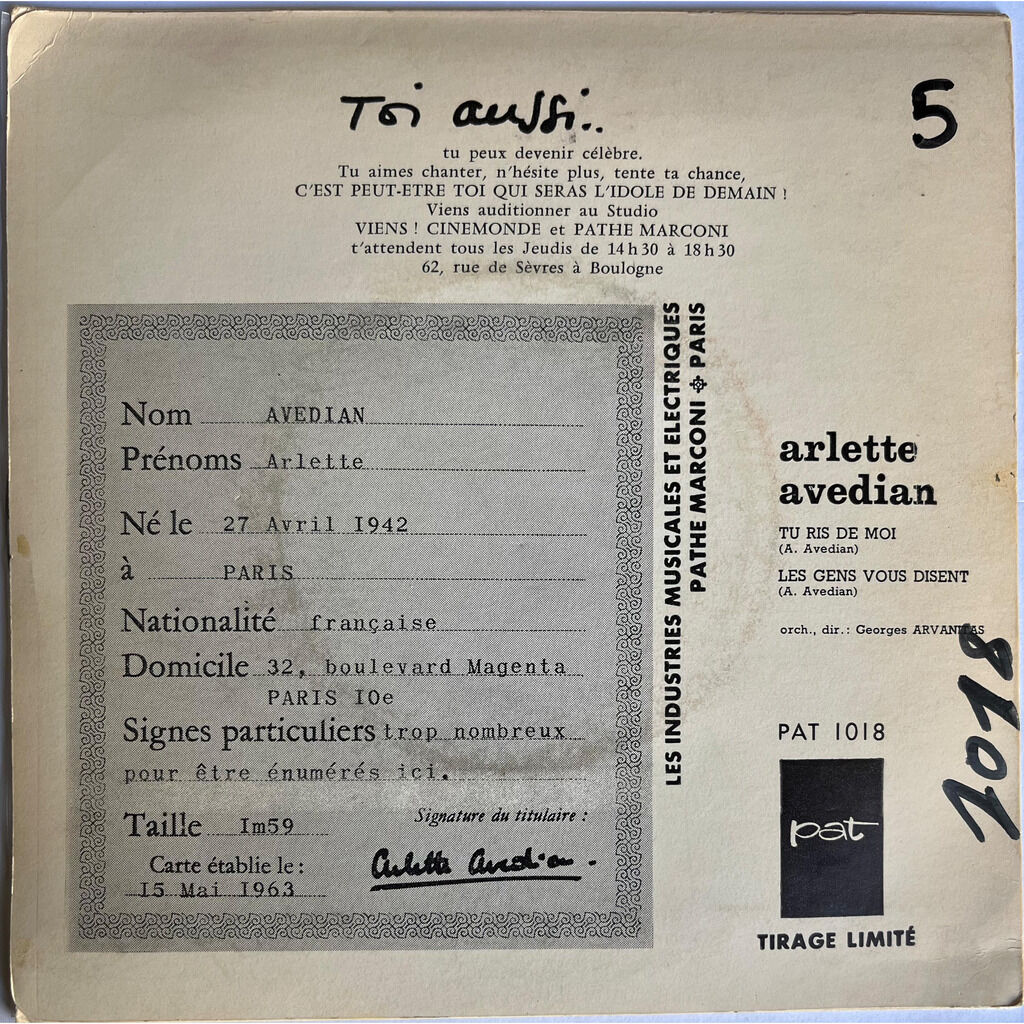 Toi aussi..
5
tu peux devenir célèbre.
Tu aimes chanter, n'hésite plus, tente ta chance,
C'EST PEUT-ETRE TOI QUI SERAS L'IDOLE DE DEMAIN !
Viens auditionner au Studio
VIENS ! CINEMONDE et PATHE MARCONI
t'attendent tous les Jeudis de 14h30 à 18h30
62, rue de Sèvres à Boulogne
Nom AVEDIAN
Prénoms Arlette
Né le 27 Avril I942
à PARIS
Nationalité française
Domicile 32, boulevard Magenta
PARIS IOe
Signes particuliers trop nombreux
pour être énumérés ici.
Taille Im59
Signature du titulaire :
Carte établie le :
I5 Mai I963
Arlette Avedian.
LES INDUSTRIES MUSICALES ET ELECTRIQUES
PATHE MARCONI PARIS
arlette
avedian
TU RIS DE MOI
(A. Avedian)
LES GENS VOUS DISENT
(A. Avedian)
orch., dir.: Georges ARVANITAS
1018
PAT 1018
pat
TIRAGE LIMITÉ